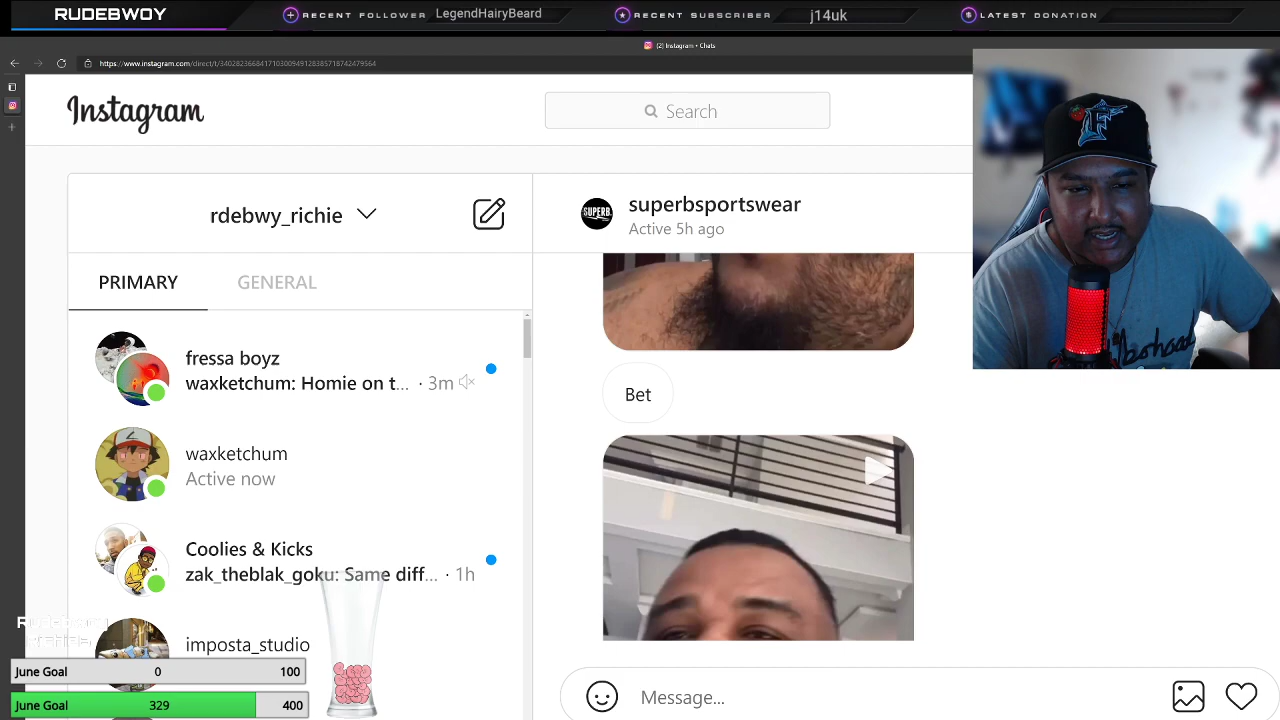 RUDEBWOY
RECENT FOLLOWER LegendHairyBeard
RECENT SUBSCRIBER j14uk
LATEST DONATION
(2) Instagram • Chats
Instagram
Search
rdebwy_richie
superbsportswear
SUPERB.
Active 5h ago
PRIMARY
GENERAL
fressa boyz
waxketchum: Homie on t... · 3m
Bet
waxketchum
Active now
Coolies & Kicks
zak_theblak_goku: Same diff... · 1h
imposta_studio
June Goal 0 100
June Goal 329 400
Message...